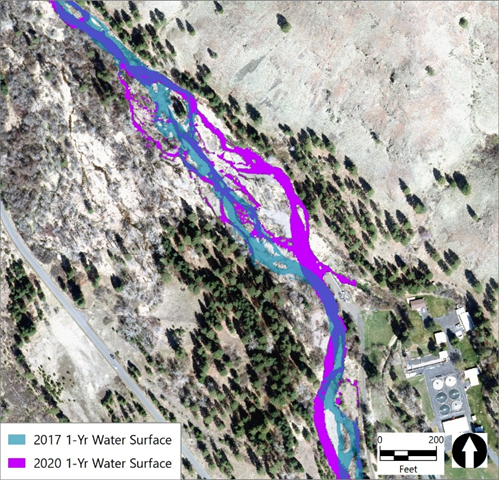 2017 1-Yr Water Surface
2020 1-Yr Water Surface
0 200
Feet